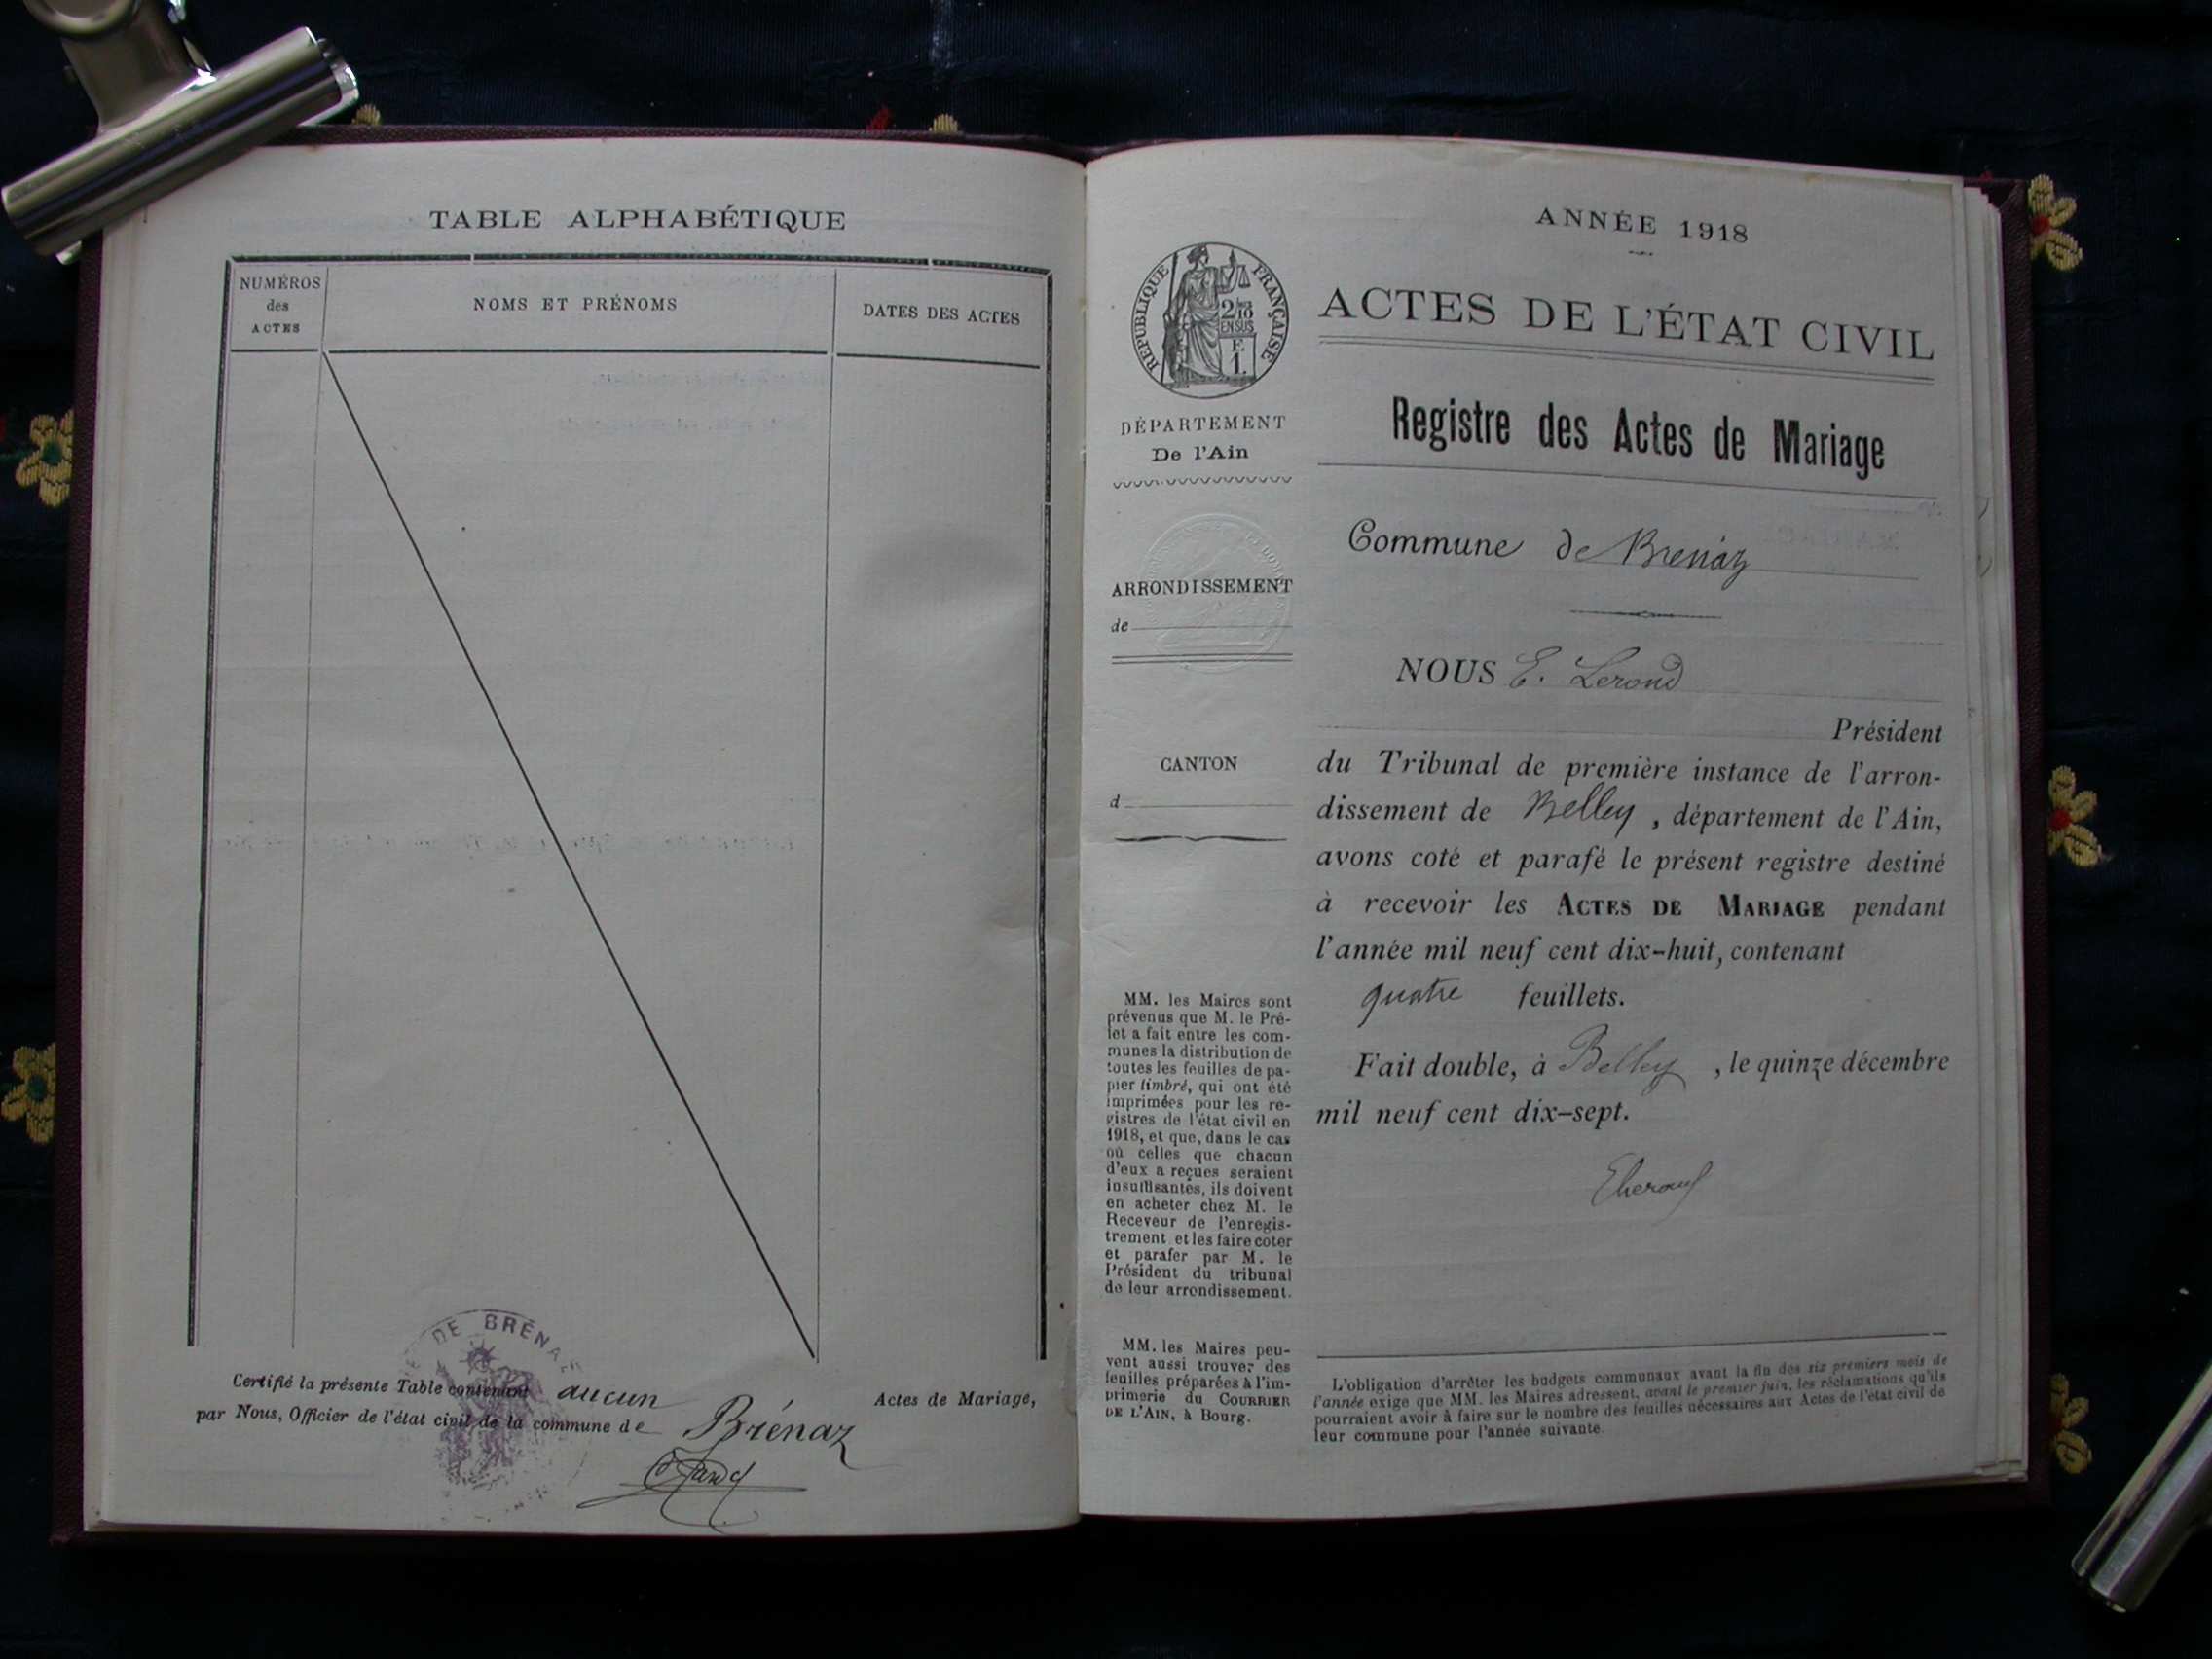 TABLE ALPHABÉTIQUE
NUMÉROS
des
ACTES
NOMS ET PRÉNOMS
DATES DES ACTES
DE BRÉNAZ
Certifié la présente Table contenant aucun Actes de Mariage,
par Nous, Officier de l'état civil de la commune de Brénaz
ANNÉE 1918
RÉPUBLIQUE FRANÇAISE
2/10
EN SUS
F.
1.
DÉPARTEMENT
De l'Ain
ARRONDISSEMENT
de
CANTON
d
MM. les Maires sont
prévenus que M. le Pré-
fet a fait entre les com-
munes la distribution de
toutes les feuilles de pa-
pier timbré, qui ont été
imprimées pour les re-
gistres de l'état civil en
1918, et que, dans le cas
où celles que chacun
d'eux a reçues seraient
insuffisantes, ils doivent
en acheter chez M. le
Receveur de l'enregis-
trement et les faire coter
et parafer par M. le
Président du tribunal
de leur arrondissement.
MM. les Maires peu-
vent aussi trouver des
feuilles préparées à l'im-
primerie du COURRIER
DE L'AIN, à Bourg.
ACTES DE L'ÉTAT CIVIL
Registre des Actes de Mariage
Commune de Brenaz
NOUS E. Lerond
Président
du Tribunal de première instance de l'arron-
dissement de Belley, département de l'Ain,
avons coté et parafé le présent registre destiné
à recevoir les ACTES DE MARIAGE pendant
l'année mil neuf cent dix-huit, contenant
quatre feuillets.
Fait double, à Belley, le quinze décembre
mil neuf cent dix-sept.
L'obligation d'arrêter les budgets communaux avant la fin des six premiers mois de
l'année exige que MM. les Maires adressent, avant le premier juin, les réclamations qu'ils
pourraient avoir à faire sur le nombre des feuilles nécessaires aux Actes de l'état civil de
leur commune pour l'année suivante.